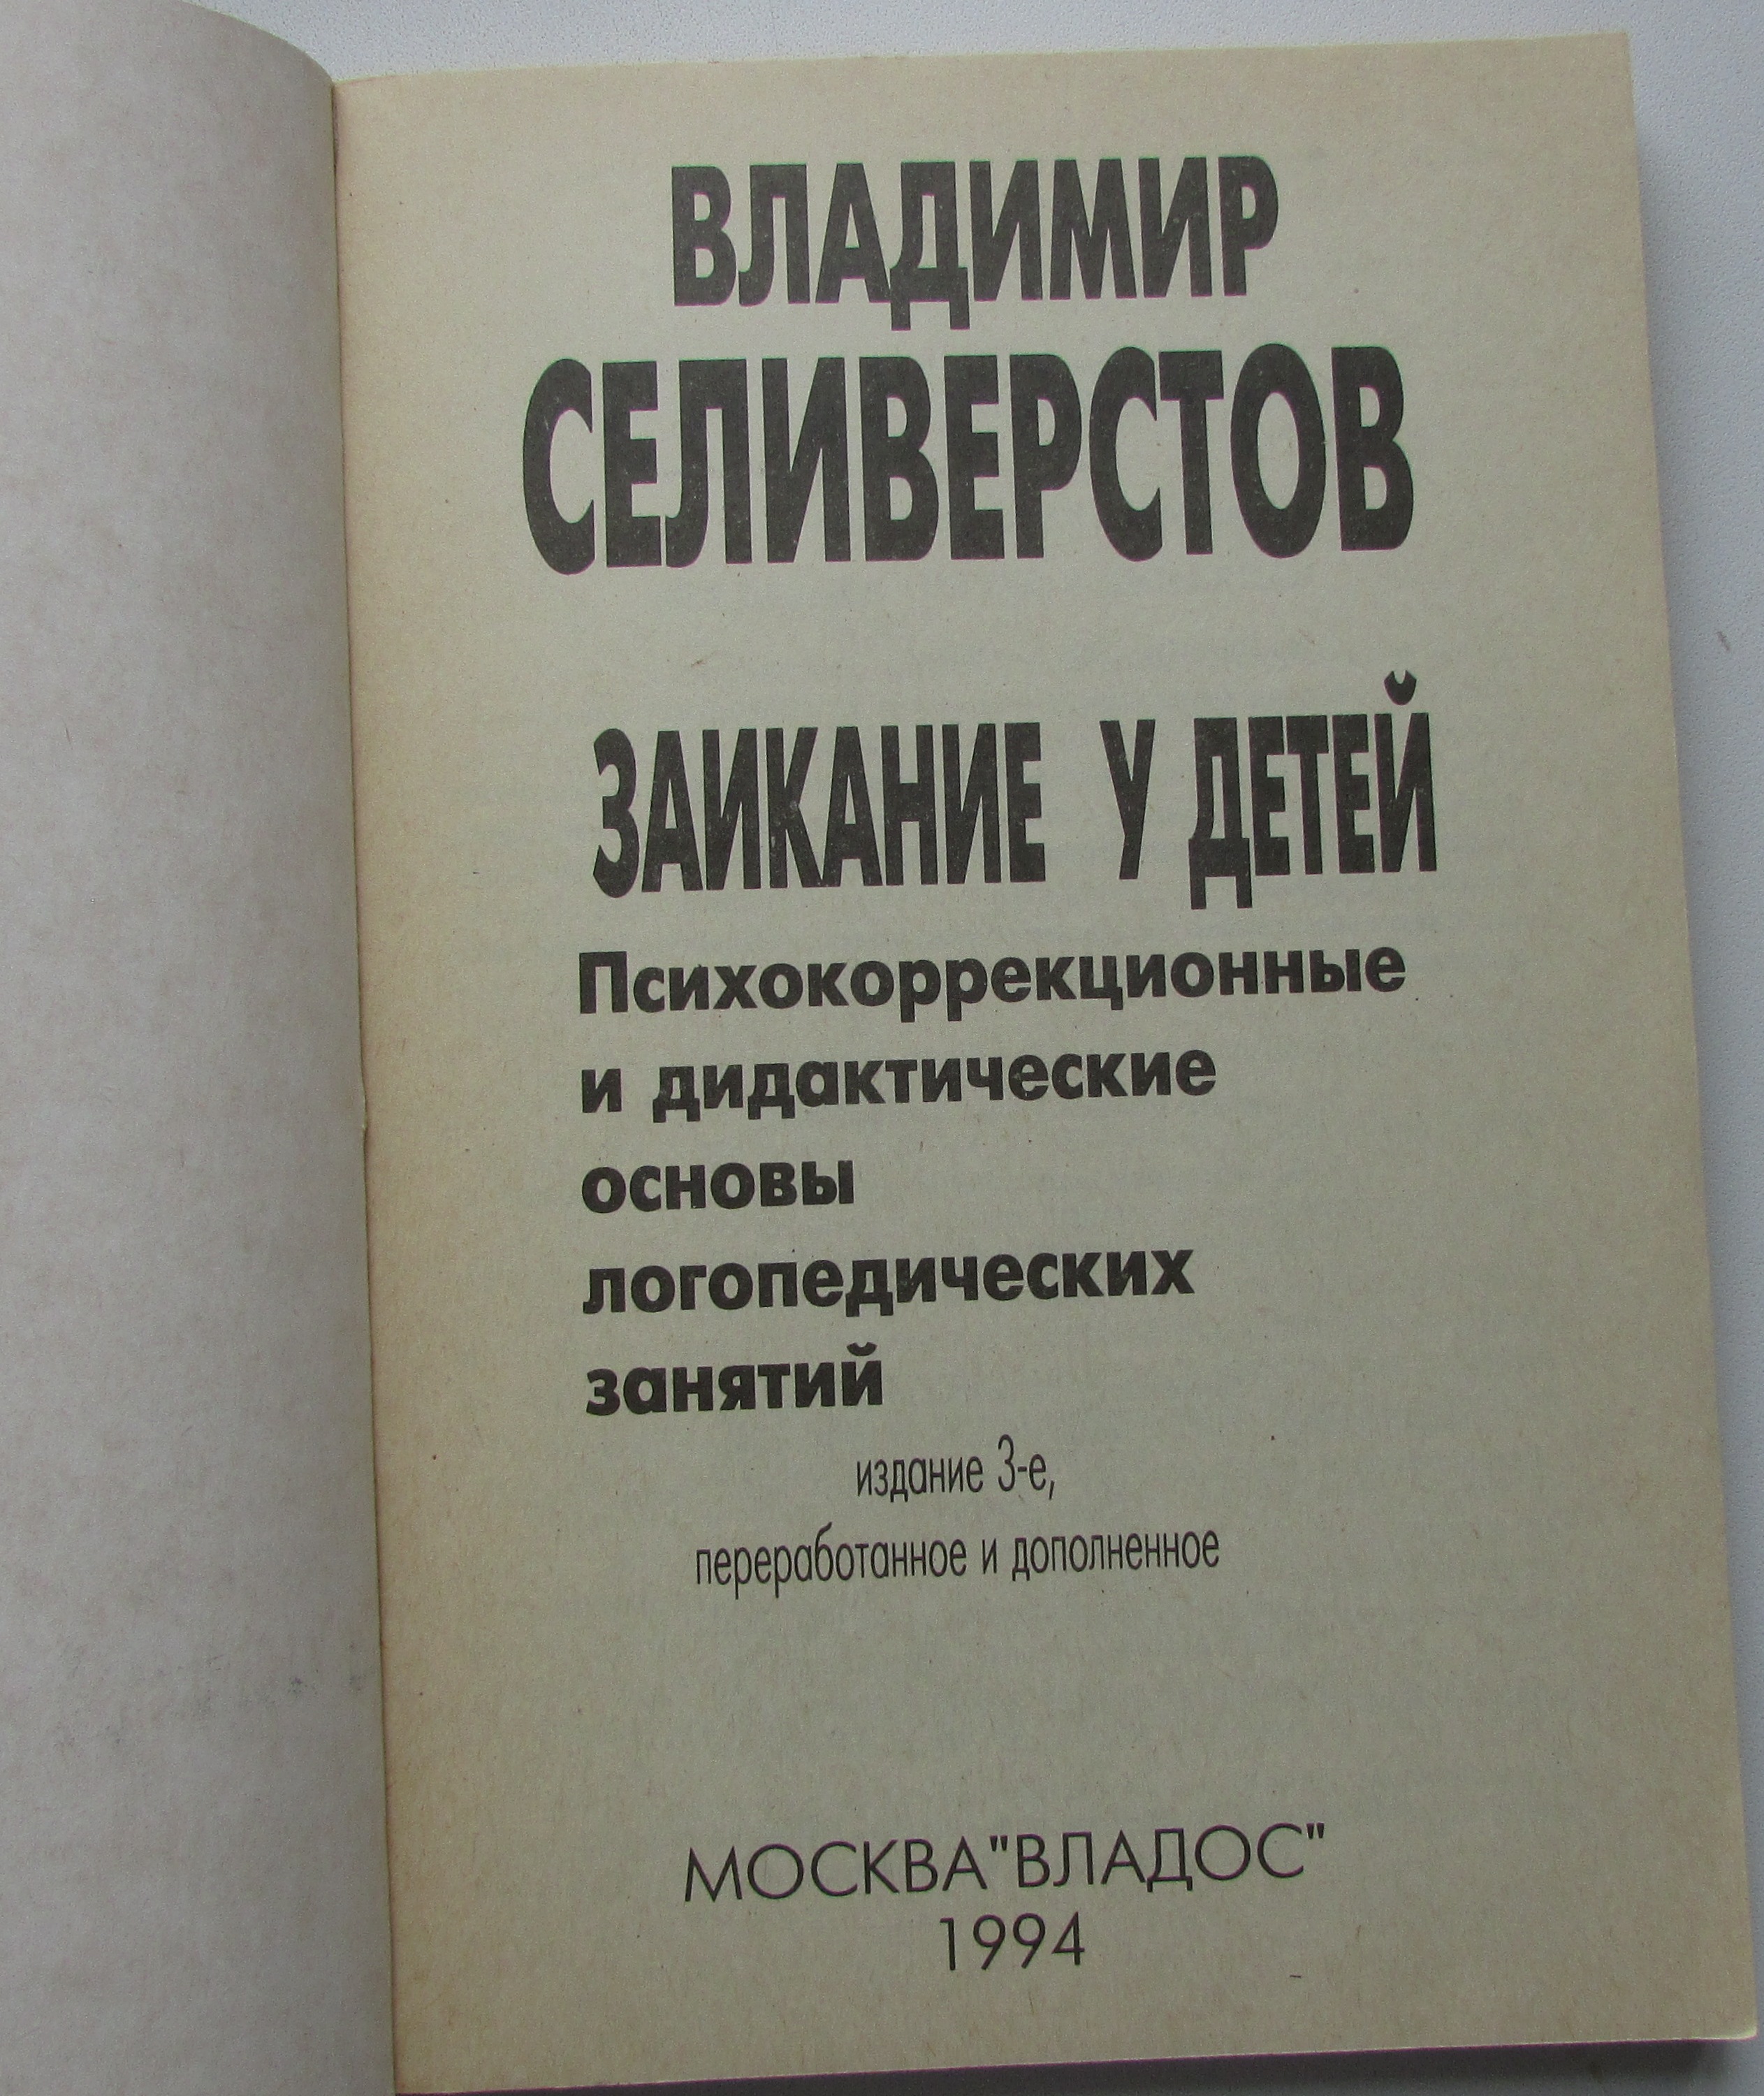 ВЛАДИМИР
СЕЛИВЕРСТОВ
ЗАИКАНИЕ У ДЕТЕЙ
Психокоррекционные
и дидактические
основы
логопедических
занятий
издание 3-е,
переработанное и дополненное
МОСКВА"ВЛАДОС"
1994